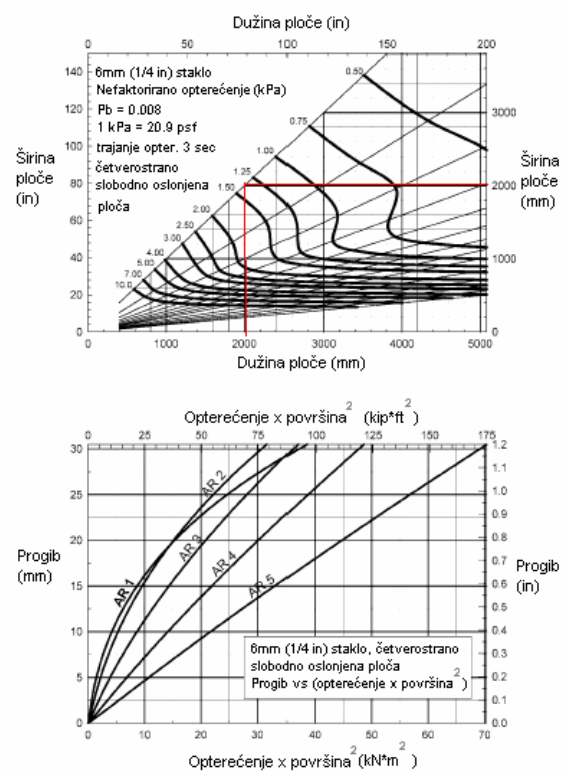 Dužina ploče (in)
0 40 80 120 160 200
140
120
100
80
60
40
20
0
Širina
ploče
(in)
6mm (1/4 in) staklo
Nefaktorirano opterećenje (kPa)
Pb = 0.008
1 kPa = 20.9 psf
trajanje opter. 3 sec
četverostrano
slobodno oslonjena
ploča
0.50
0.75
1.00
1.25
1.50
2.00
2.50
3.00
4.00
5.00
7.00
10.0
3000
2000
1000
0
Širina
ploče
(mm)
0 1000 2000 3000 4000 5000
Dužina ploče (mm)
Opterećenje x površina2 (kip*ft2)
0 25 50 75 100 125 150 175
30
25
20
15
10
5
0
Progib
(mm)
AR 1
AR 2
AR 3
AR 4
AR 5
1.2
1.1
1.0
0.9
0.8
0.7
0.6
0.5
0.4
0.3
0.2
0.1
0.0
Progib
(in)
6mm (1/4 in) staklo, četverostrano
slobodno oslonjena ploča
Progib vs (opterećenje x površina2)
0 10 20 30 40 50 60 70
Opterećenje x površina2 (kN*m2)